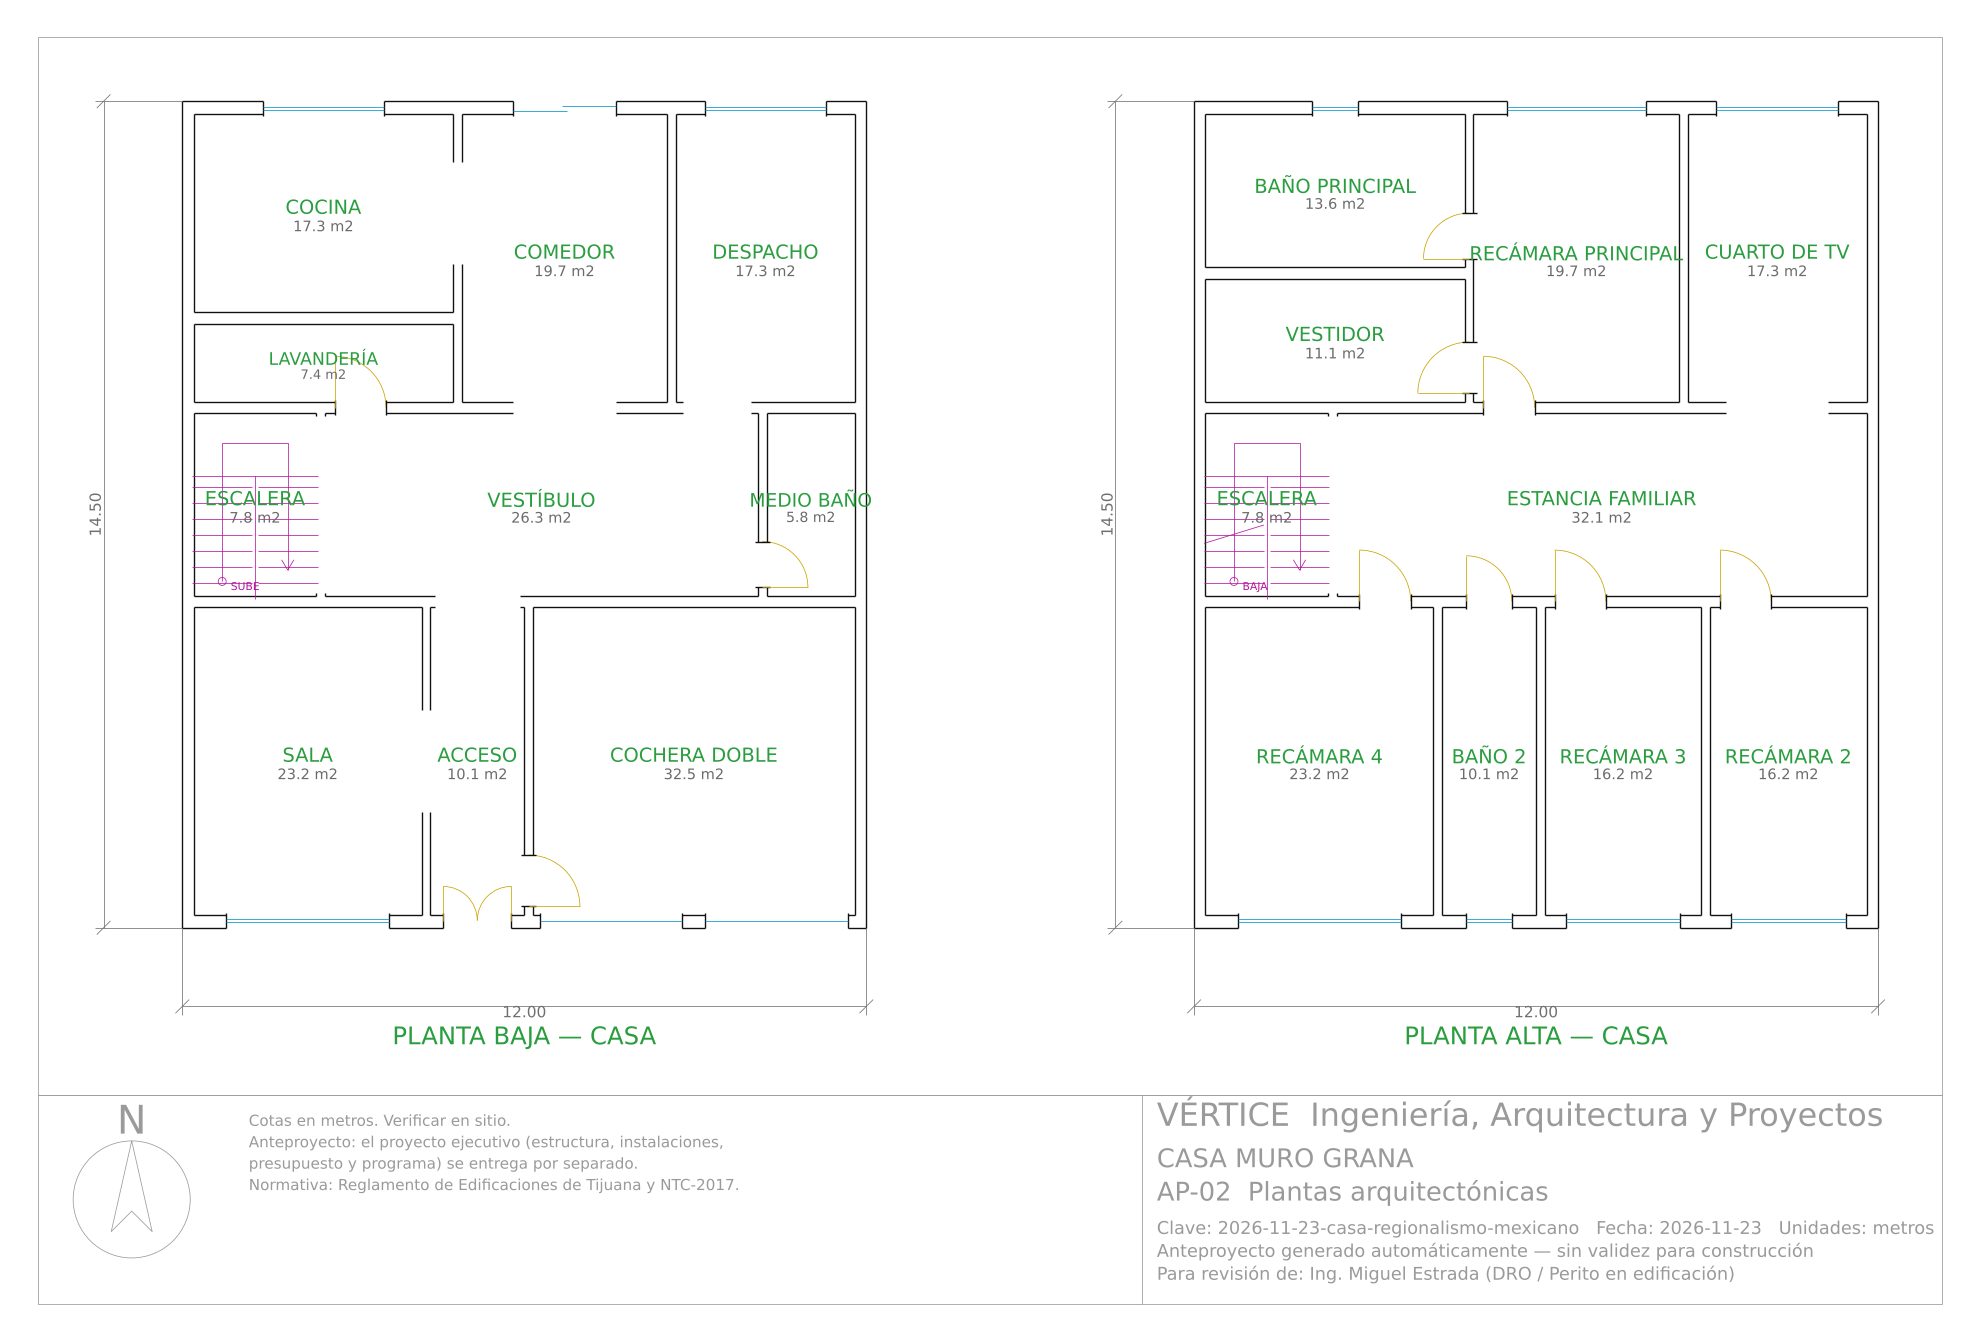 COCINA
17.3 m2
COMEDOR
19.7 m2
DESPACHO
17.3 m2
LAVANDERÍA
7.4 m2
ESCALERA
7.8 m2
SUBE
VESTÍBULO
26.3 m2
MEDIO BAÑO
5.8 m2
SALA
23.2 m2
ACCESO
10.1 m2
COCHERA DOBLE
32.5 m2
14.50
12.00
PLANTA BAJA — CASA
BAÑO PRINCIPAL
13.6 m2
RECÁMARA PRINCIPAL
19.7 m2
CUARTO DE TV
17.3 m2
VESTIDOR
11.1 m2
ESCALERA
7.8 m2
BAJA
ESTANCIA FAMILIAR
32.1 m2
RECÁMARA 4
23.2 m2
BAÑO 2
10.1 m2
RECÁMARA 3
16.2 m2
RECÁMARA 2
16.2 m2
14.50
12.00
PLANTA ALTA — CASA
N
Cotas en metros. Verificar en sitio.
Anteproyecto: el proyecto ejecutivo (estructura, instalaciones,
presupuesto y programa) se entrega por separado.
Normativa: Reglamento de Edificaciones de Tijuana y NTC-2017.
VÉRTICE Ingeniería, Arquitectura y Proyectos
CASA MURO GRANA
AP-02 Plantas arquitectónicas
Clave: 2026-11-23-casa-regionalismo-mexicano Fecha: 2026-11-23 Unidades: metros
Anteproyecto generado automáticamente — sin validez para construcción
Para revisión de: Ing. Miguel Estrada (DRO / Perito en edificación)